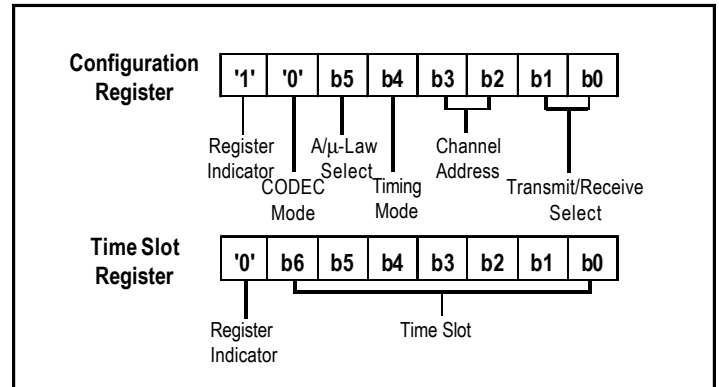 Configuration
Register
'1' '0' b5 b4 b3 b2 b1 b0
Register
Indicator
CODEC
Mode
A/μ-Law
Select
Timing
Mode
Channel
Address
Transmit/Receive
Select
Time Slot
Register
'0' b6 b5 b4 b3 b2 b1 b0
Register
Indicator
Time Slot